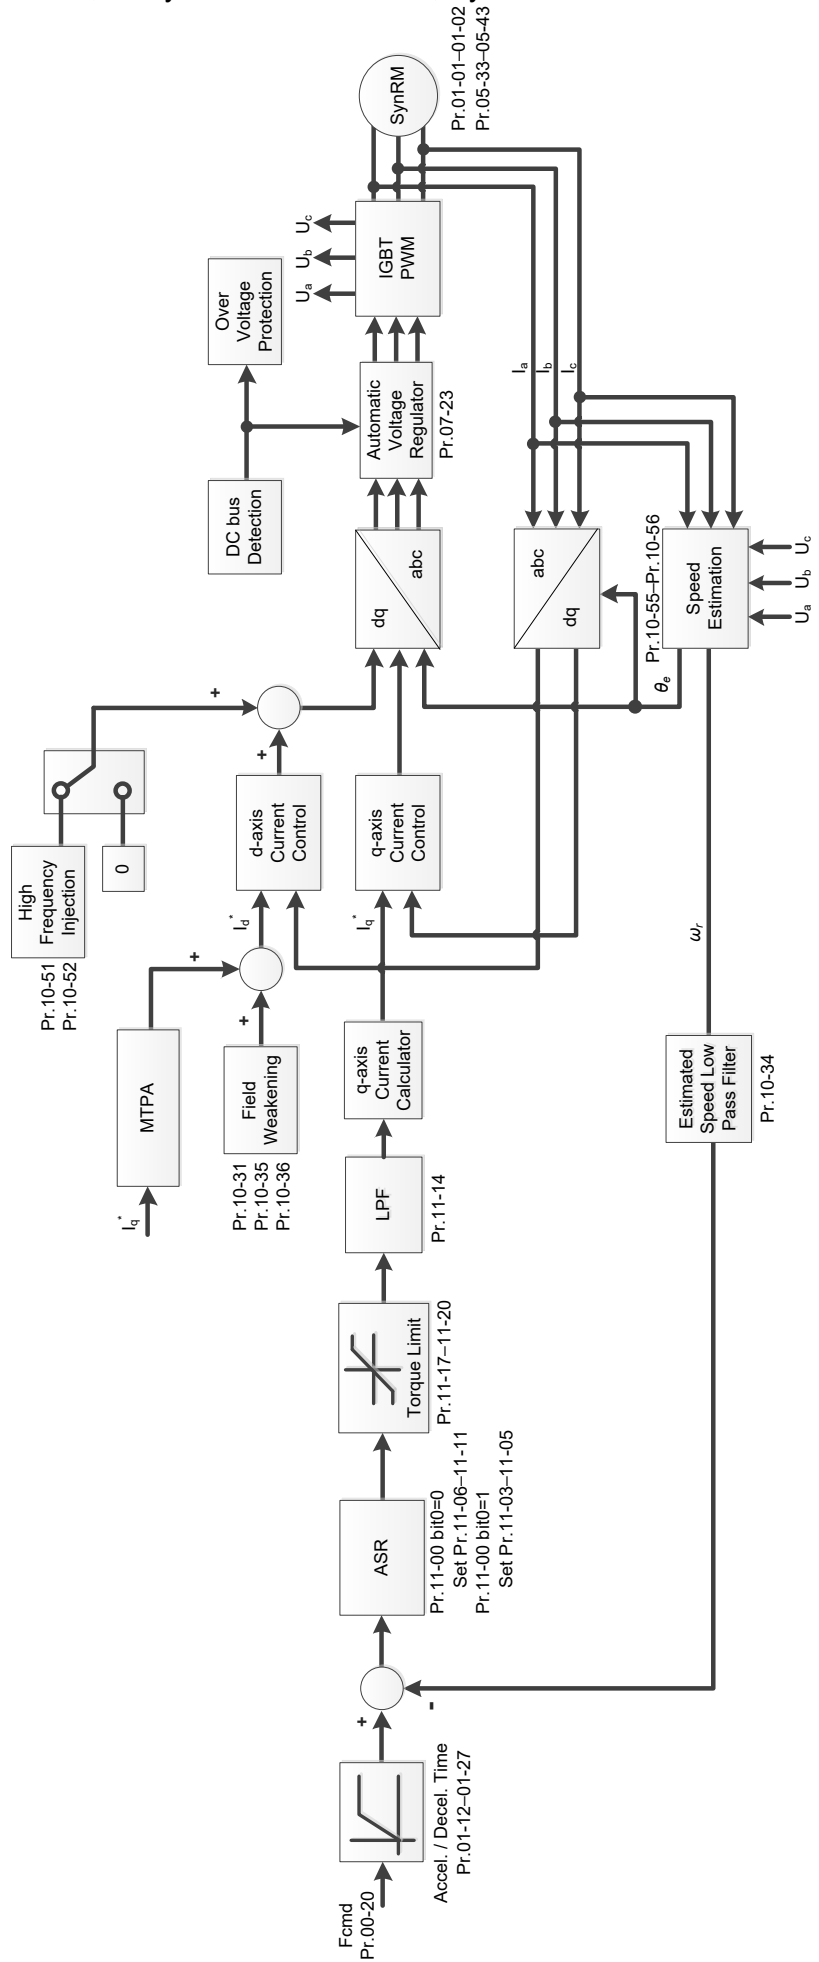 Fcmd
Pr.00-20
Accel. / Decel. Time
Pr.01-12–01-27
+
-
ASR
Pr.11-00 bit0=0
Set Pr.11-06–11-11
Pr.11-00 bit0=1
Set Pr.11-03–11-05
Torque Limit
Pr.11-17–11-20
LPF
Pr.11-14
q-axis
Current
Calculator
Iq*
MTPA
Iq*
Field
Weakening
Pr.10-31
Pr.10-35
Pr.10-36
+
+
Id*
High
Frequency
Injection
Pr.10-51
Pr.10-52
0
d-axis
Current
Control
q-axis
Current
Control
+
+
dq
abc
DC bus
Detection
Over
Voltage
Protection
Automatic
Voltage
Regulator
Pr.07-23
IGBT
PWM
Ua
Ub
Uc
SynRM
Pr.01-01–01-02
Pr.05-33–05-43
Ia
Ib
Ic
abc
dq
Pr.10-55–Pr.10-56
Speed
Estimation
Ua
Ub
Uc
θe
ωr
Estimated
Speed Low
Pass Filter
Pr.10-34